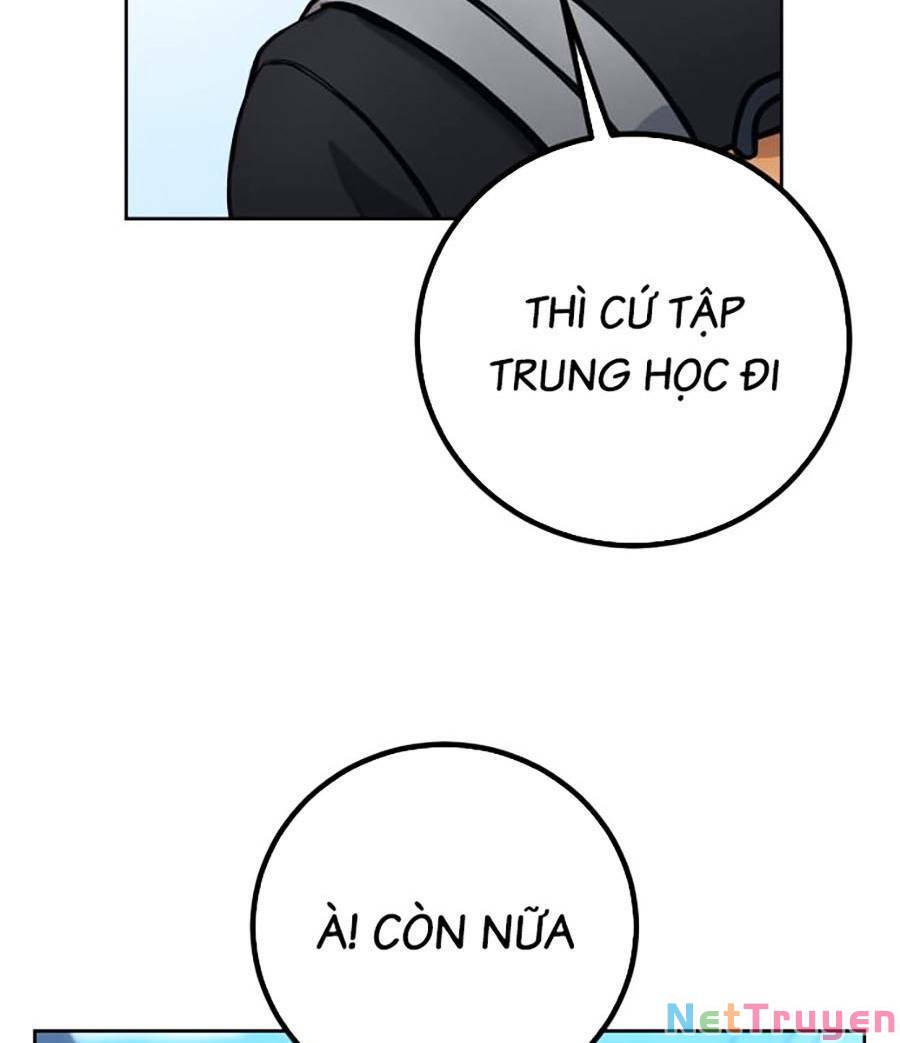 THÌ CỨ TẬP
TRUNG HỌC ĐI
À! CÒN NỮA
NetTruyen